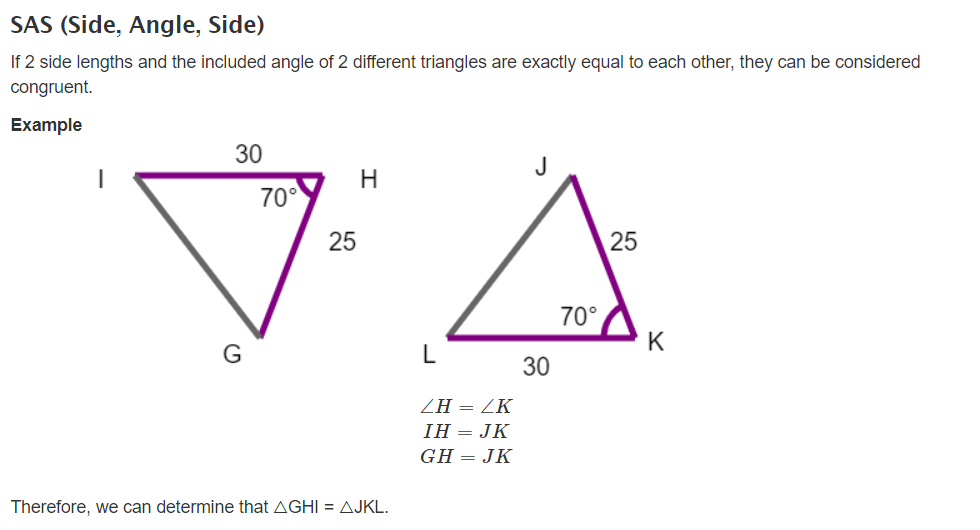 SAS (Side, Angle, Side)
If 2 side lengths and the included angle of 2 different triangles are exactly equal to each other, they can be considered
congruent.
Example
30
I
H
70°
25
G
J
25
70°
K
L
30
∠H = ∠K
IH = JK
GH = JK
Therefore, we can determine that △GHI = △JKL.